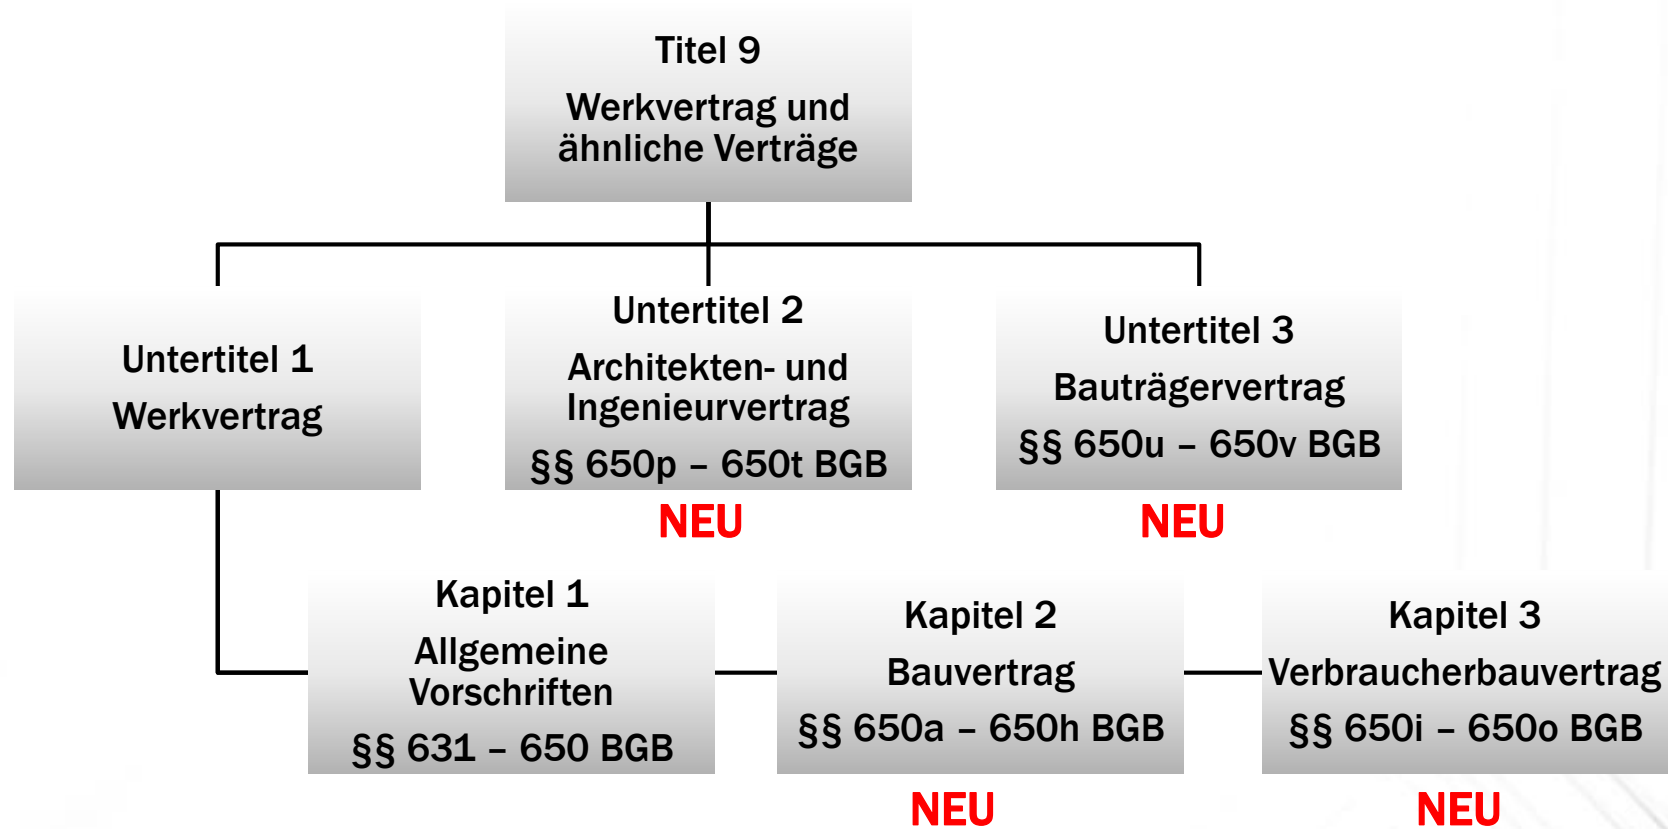 Titel 9
Werkvertrag und
ähnliche Verträge
Untertitel 1
Werkvertrag
Untertitel 2
Architekten- und
Ingenieurvertrag
§§ 650p – 650t BGB
NEU
Untertitel 3
Bauträgervertrag
§§ 650u – 650v BGB
NEU
Kapitel 1
Allgemeine
Vorschriften
§§ 631 – 650 BGB
Kapitel 2
Bauvertrag
§§ 650a – 650h BGB
NEU
Kapitel 3
Verbraucherbauvertrag
§§ 650i – 650o BGB
NEU